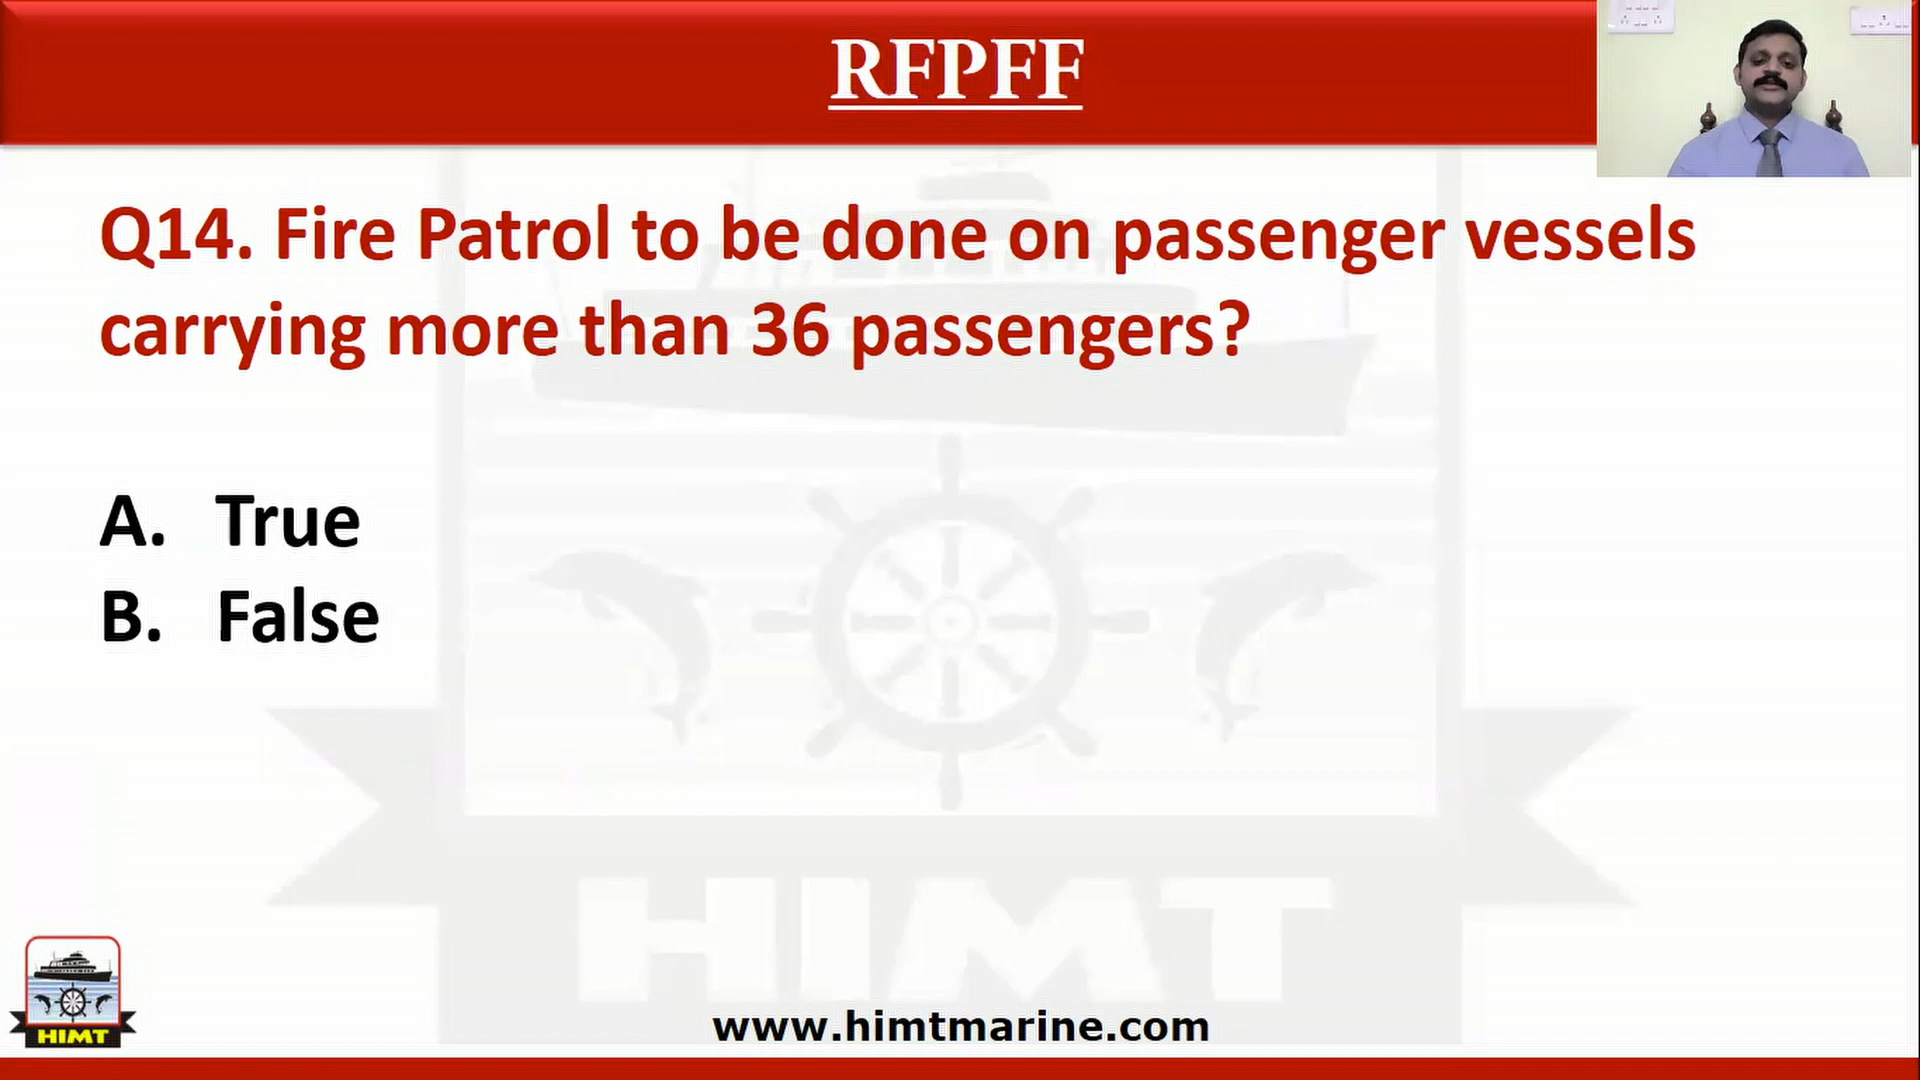 RFPFF
Q14. Fire Patrol to be done on passenger vessels
carrying more than 36 passengers?
A. True
B. False
HIMT
HIMT
www.himtmarine.com